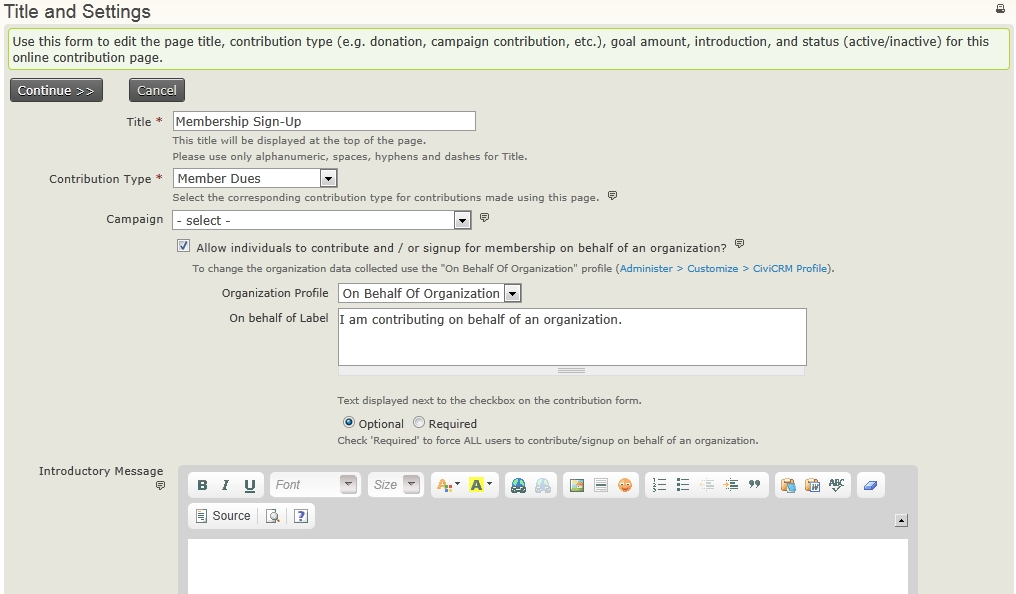 Title and Settings
Use this form to edit the page title, contribution type (e.g. donation, campaign contribution, etc.), goal amount, introduction, and status (active/inactive) for this
online contribution page.
Continue >> Cancel
Title * Membership Sign-Up
This title will be displayed at the top of the page.
Please use only alphanumeric, spaces, hyphens and dashes for Title.
Contribution Type * Member Dues
Select the corresponding contribution type for contributions made using this page.
Campaign - select -
Allow individuals to contribute and / or signup for membership on behalf of an organization?
To change the organization data collected use the "On Behalf Of Organization" profile (Administer > Customize > CiviCRM Profile).
Organization Profile On Behalf Of Organization
On behalf of Label I am contributing on behalf of an organization.
Text displayed next to the checkbox on the contribution form.
Optional Required
Check 'Required' to force ALL users to contribute/signup on behalf of an organization.
Introductory Message
B I U Font Size A A ABC
Source ?